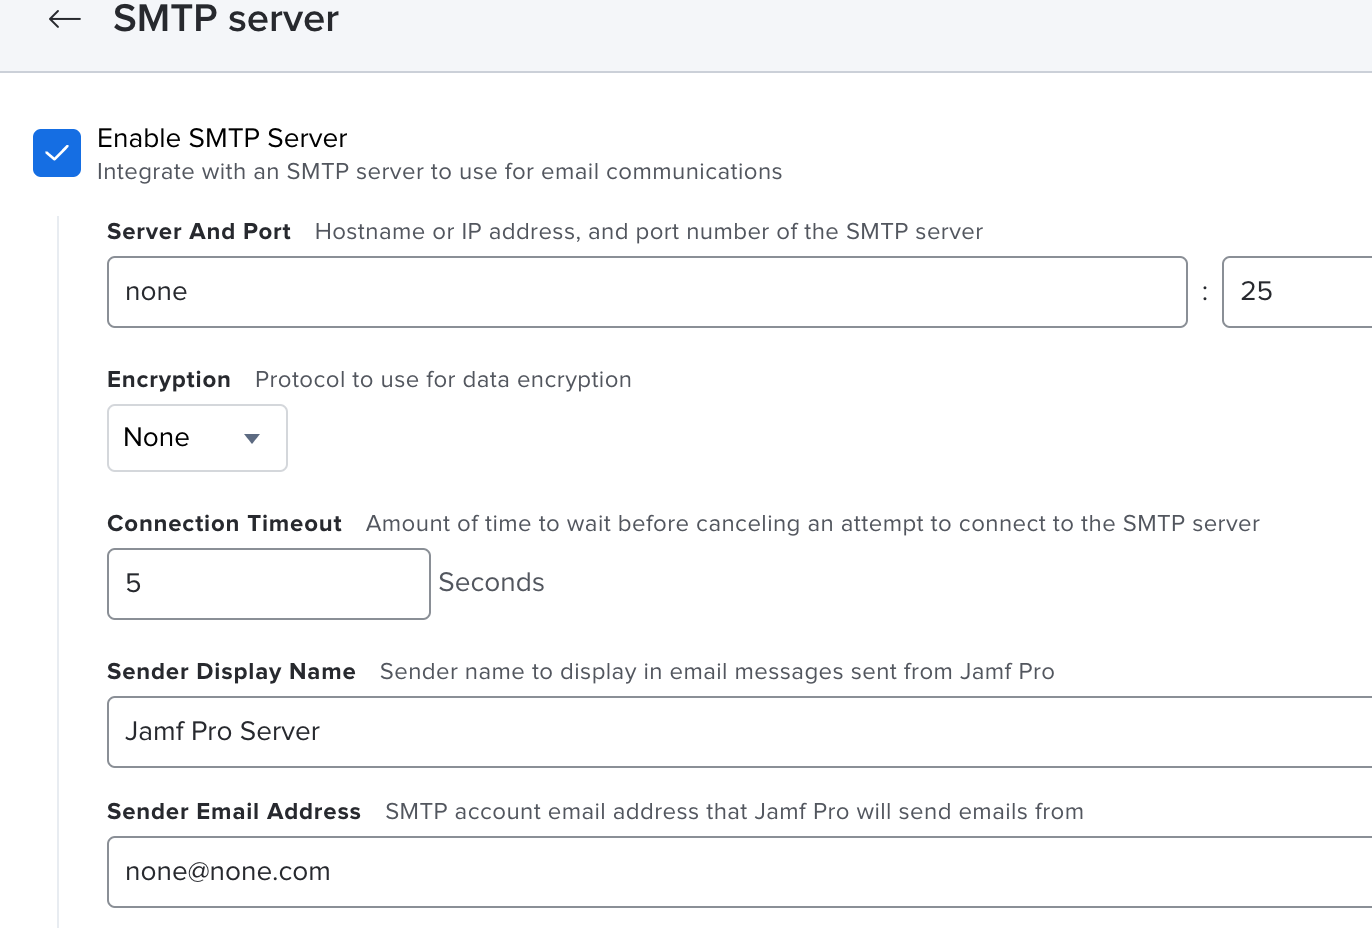 SMTP server
Enable SMTP Server
Integrate with an SMTP server to use for email communications
Server And Port Hostname or IP address, and port number of the SMTP server
none : 25
Encryption Protocol to use for data encryption
None
Connection Timeout Amount of time to wait before canceling an attempt to connect to the SMTP server
5 Seconds
Sender Display Name Sender name to display in email messages sent from Jamf Pro
Jamf Pro Server
Sender Email Address SMTP account email address that Jamf Pro will send emails from
none@none.com